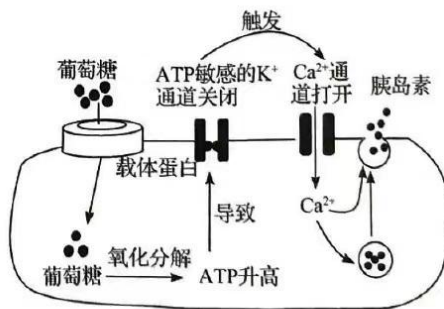 触发
葡萄糖
ATP敏感的K⁺
通道关闭
Ca²⁺通
道打开
胰岛素
载体蛋白
导致
Ca²⁺
葡萄糖
氧化分解
ATP升高